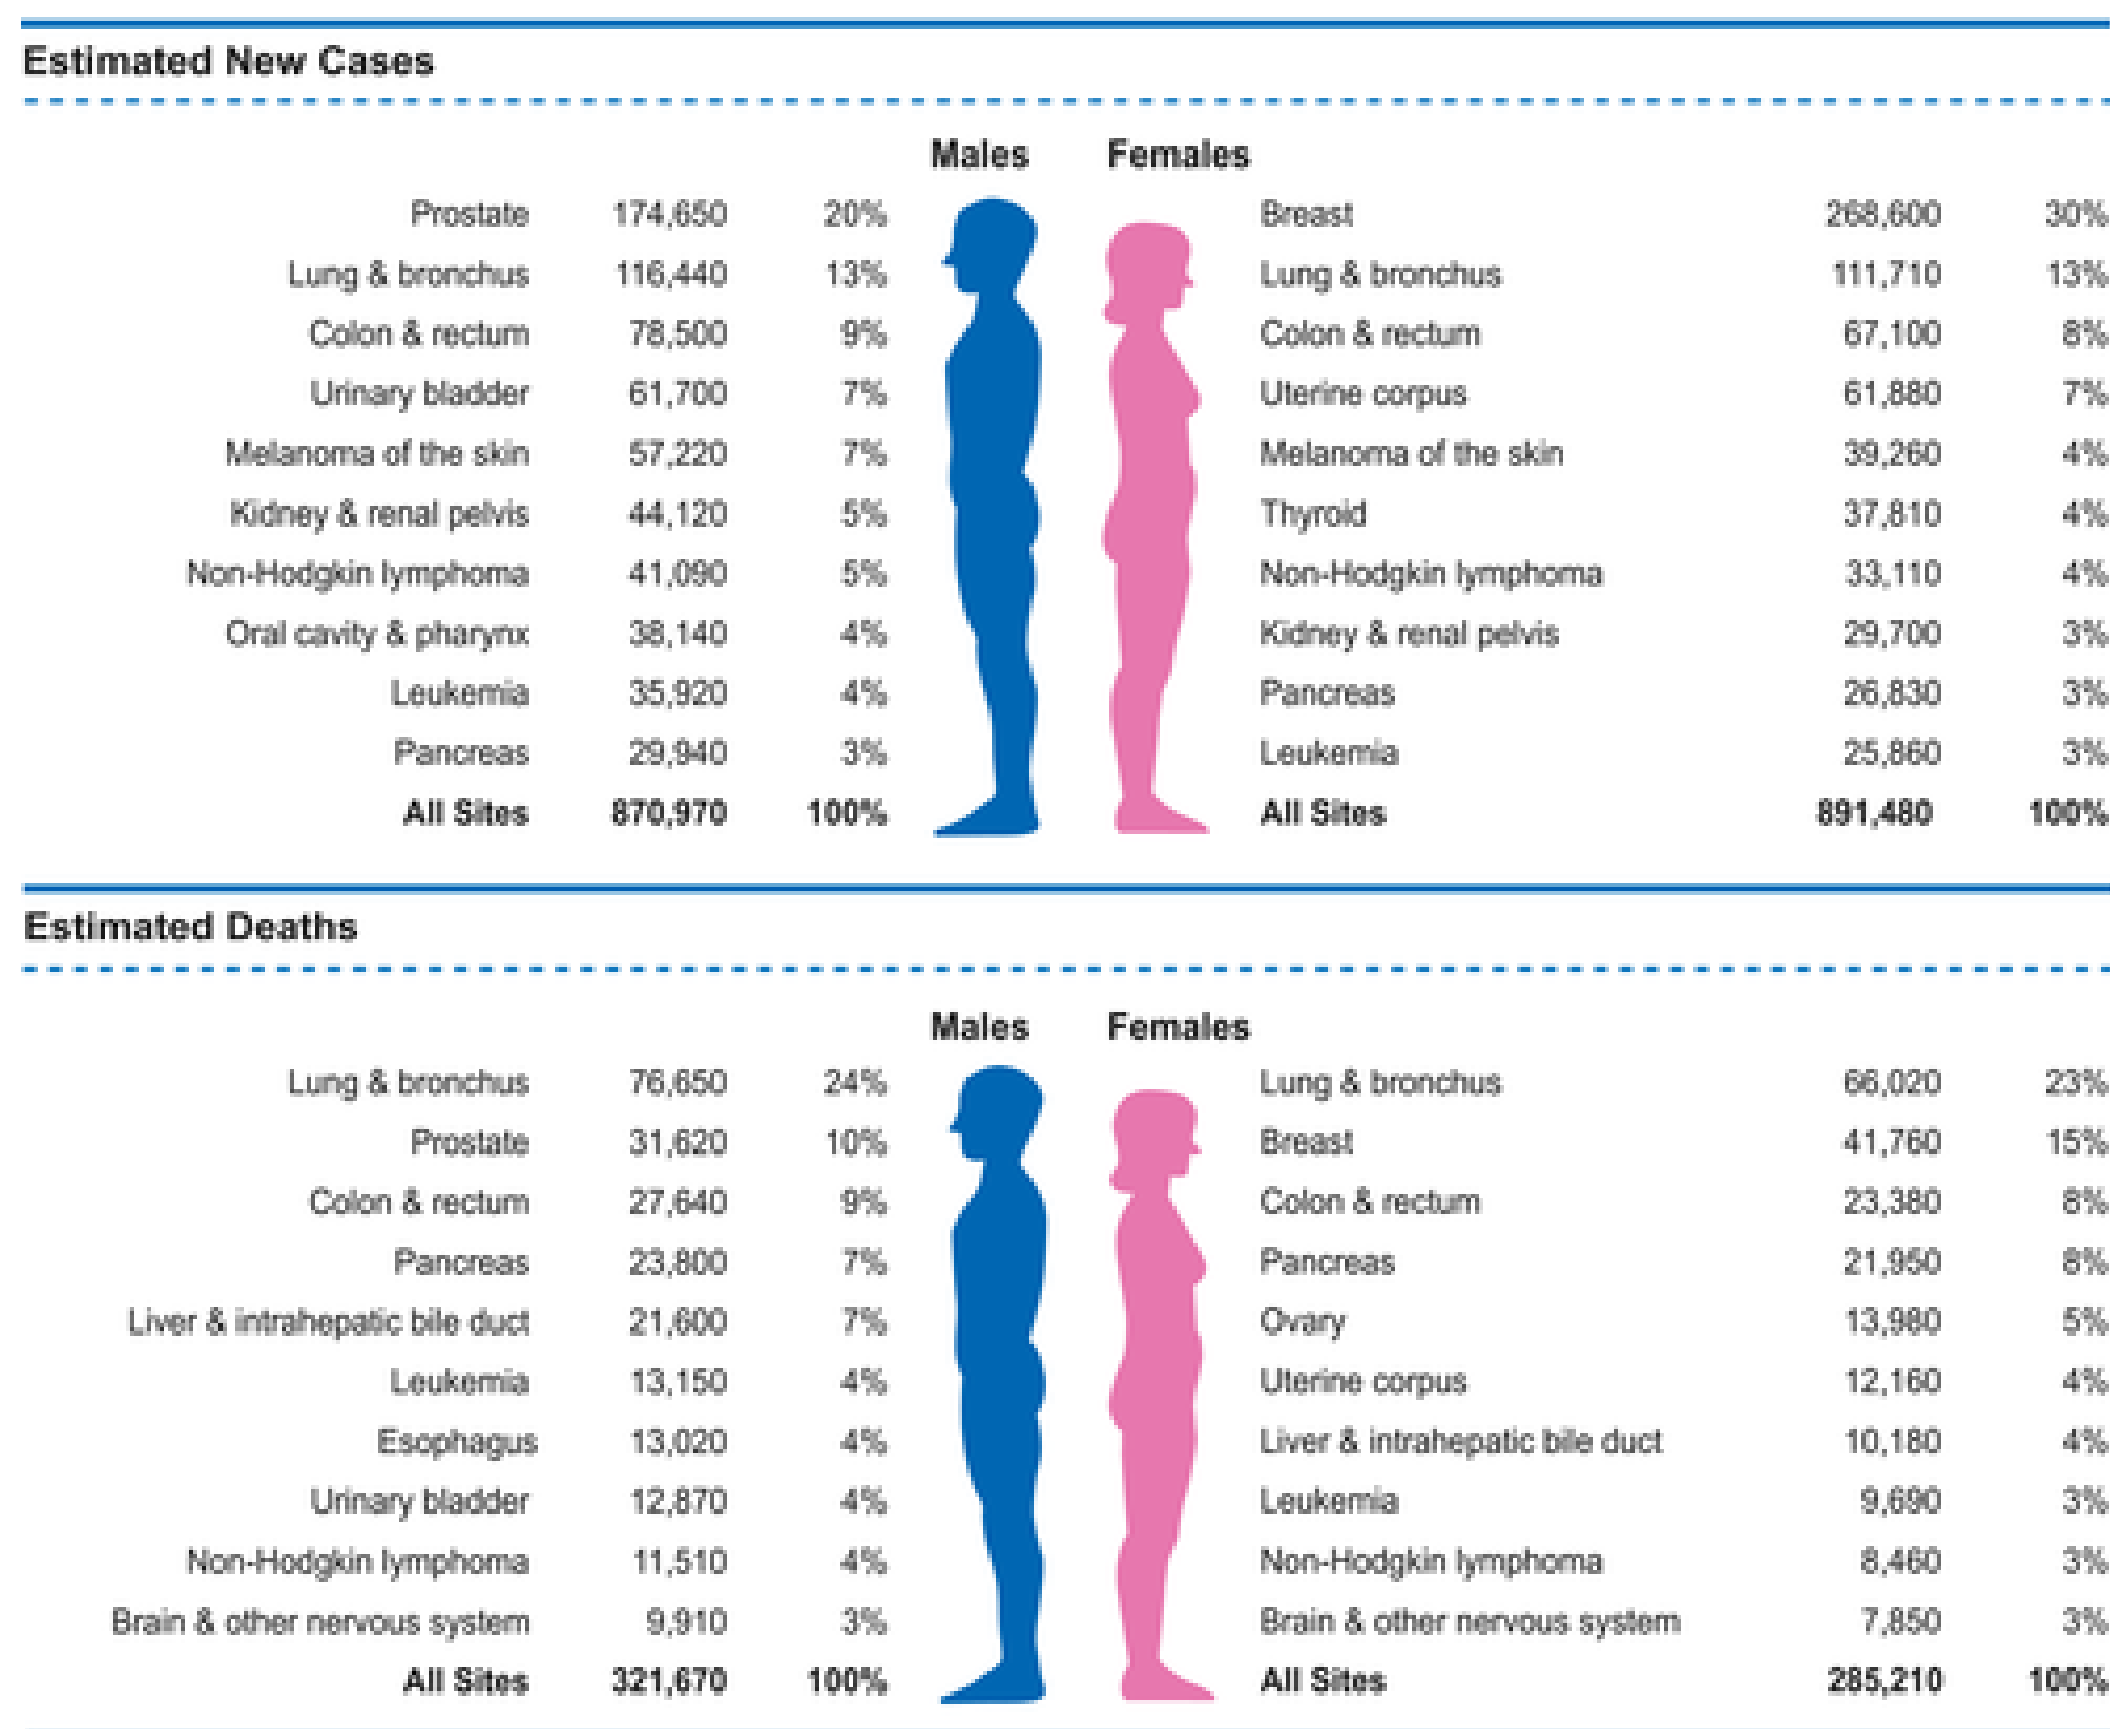 Estimated New Cases
Males Females
Prostate 174,650 20% Breast 268,600 30%
Lung & bronchus 116,440 13% Lung & bronchus 111,710 13%
Colon & rectum 78,500 9% Colon & rectum 67,100 8%
Urinary bladder 61,700 7% Uterine corpus 61,880 7%
Melanoma of the skin 57,220 7% Melanoma of the skin 39,260 4%
Kidney & renal pelvis 44,120 5% Thyroid 37,810 4%
Non-Hodgkin lymphoma 41,090 5% Non-Hodgkin lymphoma 33,110 4%
Oral cavity & pharynx 38,140 4% Kidney & renal pelvis 29,700 3%
Leukemia 35,920 4% Pancreas 26,830 3%
Pancreas 29,940 3% Leukemia 25,860 3%
All Sites 870,970 100% All Sites 891,480 100%
Estimated Deaths
Males Females
Lung & bronchus 76,650 24% Lung & bronchus 66,020 23%
Prostate 31,620 10% Breast 41,760 15%
Colon & rectum 27,640 9% Colon & rectum 23,380 8%
Pancreas 23,800 7% Pancreas 21,950 8%
Liver & intrahepatic bile duct 21,600 7% Ovary 13,980 5%
Leukemia 13,150 4% Uterine corpus 12,160 4%
Esophagus 13,020 4% Liver & intrahepatic bile duct 10,180 4%
Urinary bladder 12,870 4% Leukemia 9,690 3%
Non-Hodgkin lymphoma 11,510 4% Non-Hodgkin lymphoma 8,460 3%
Brain & other nervous system 9,910 3% Brain & other nervous system 7,850 3%
All Sites 321,670 100% All Sites 285,210 100%